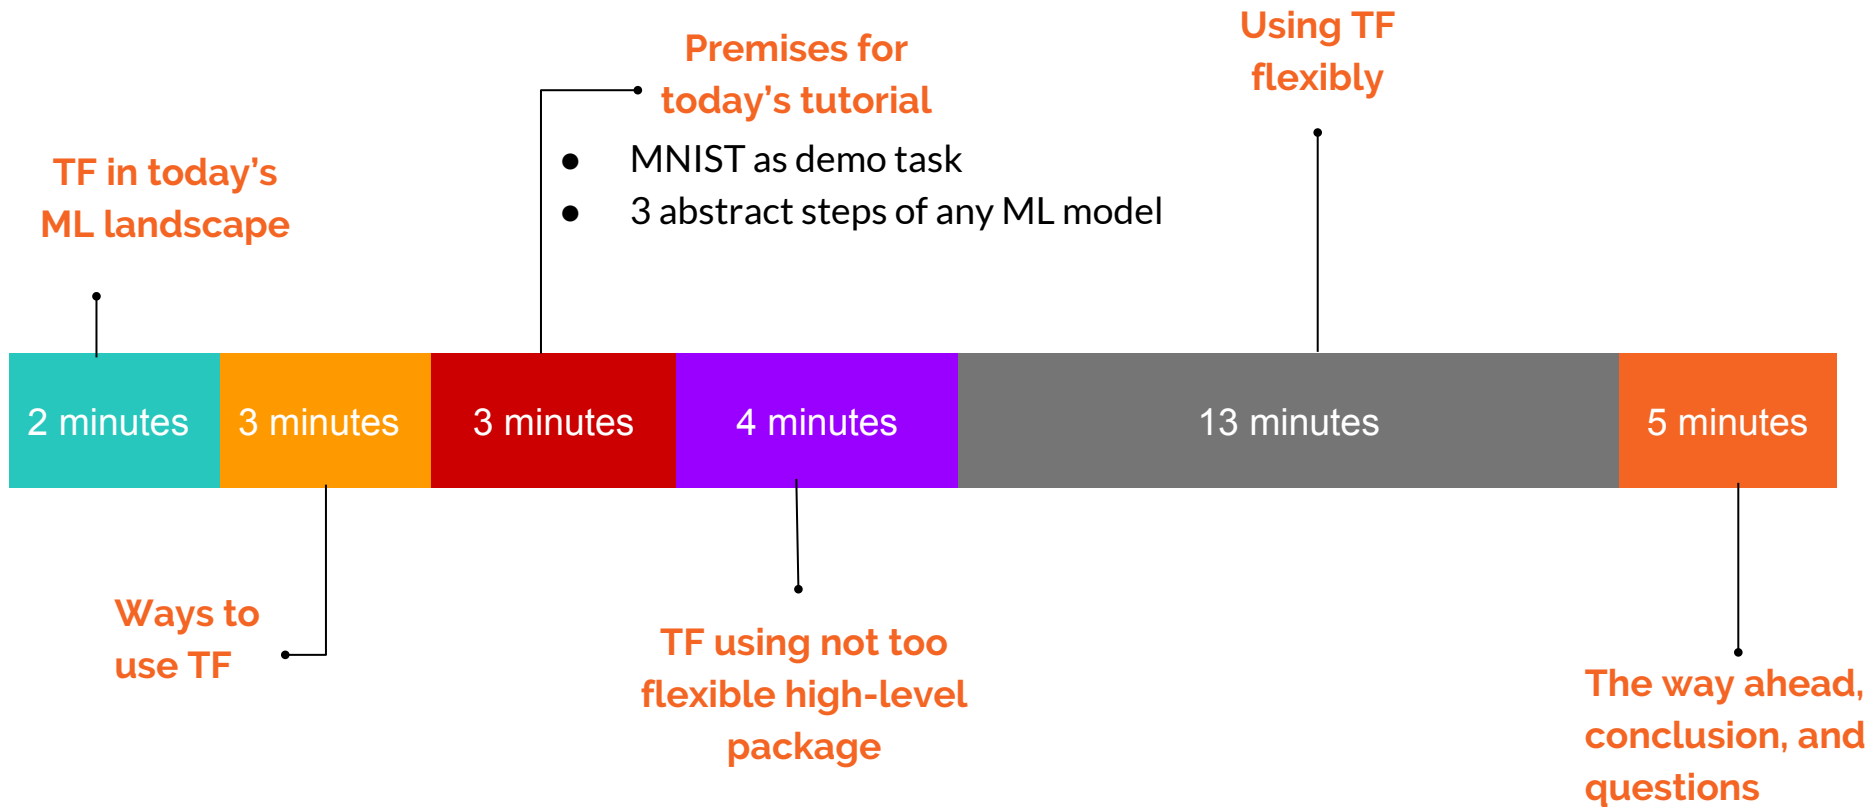 Using TF
flexibly
Premises for
today's tutorial
● MNIST as demo task
● 3 abstract steps of any ML model
TF in today's
ML landscape
2 minutes
3 minutes
3 minutes
4 minutes
13 minutes
5 minutes
Ways to
use TF
TF using not too
flexible high-level
package
The way ahead,
conclusion, and
questions